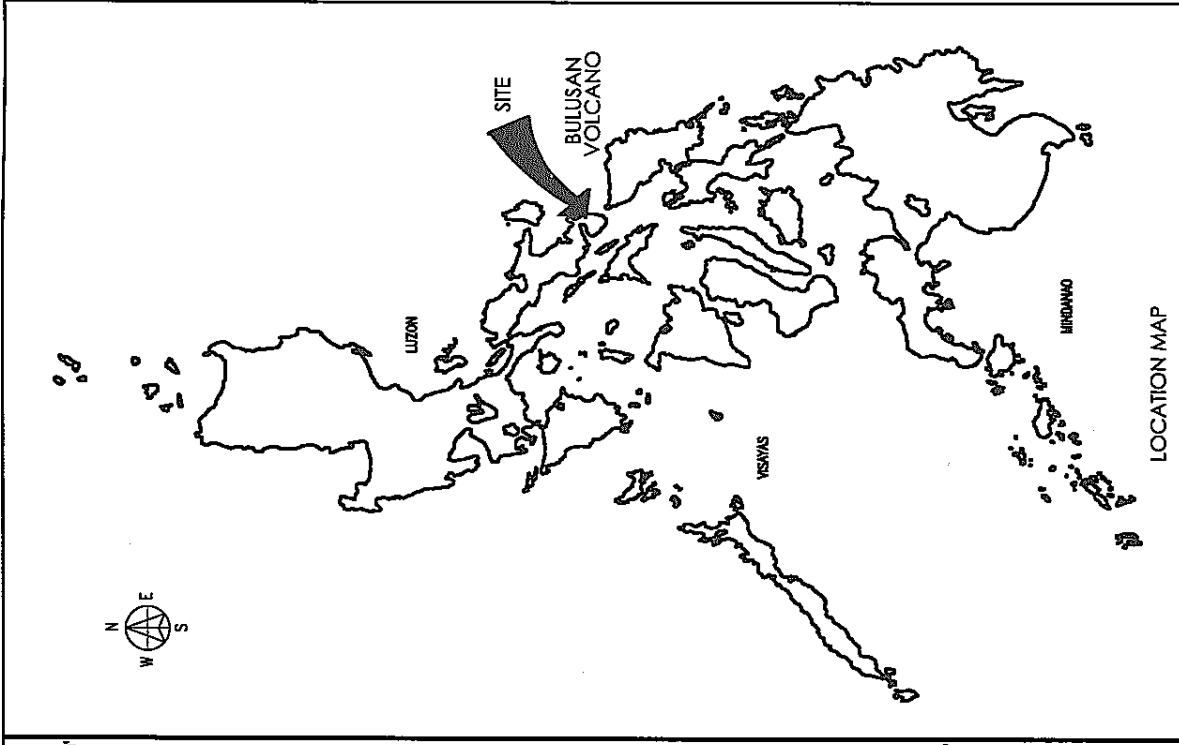 N
W E
S
LUZON
SITE
BULUSAN
VOLCANO
VISAYAS
MINDANAO
LOCATION MAP